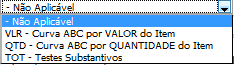 - Não Aplicável
- Não Aplicável
VLR - Curva ABC por VALOR do Item
QTD - Curva ABC por QUANTIDADE do Item
TOT - Testes Substantivos